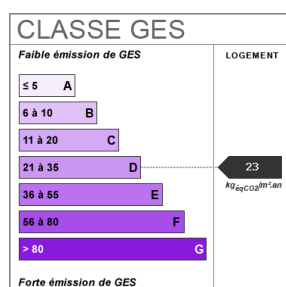 CLASSE GES
Faible émission de GES
LOGEMENT
≤ 5 A
6 à 10 B
11 à 20 C
21 à 35 D
23
kgéqCO2/m².an
36 à 55 E
56 à 80 F
> 80 G
Forte émission de GES